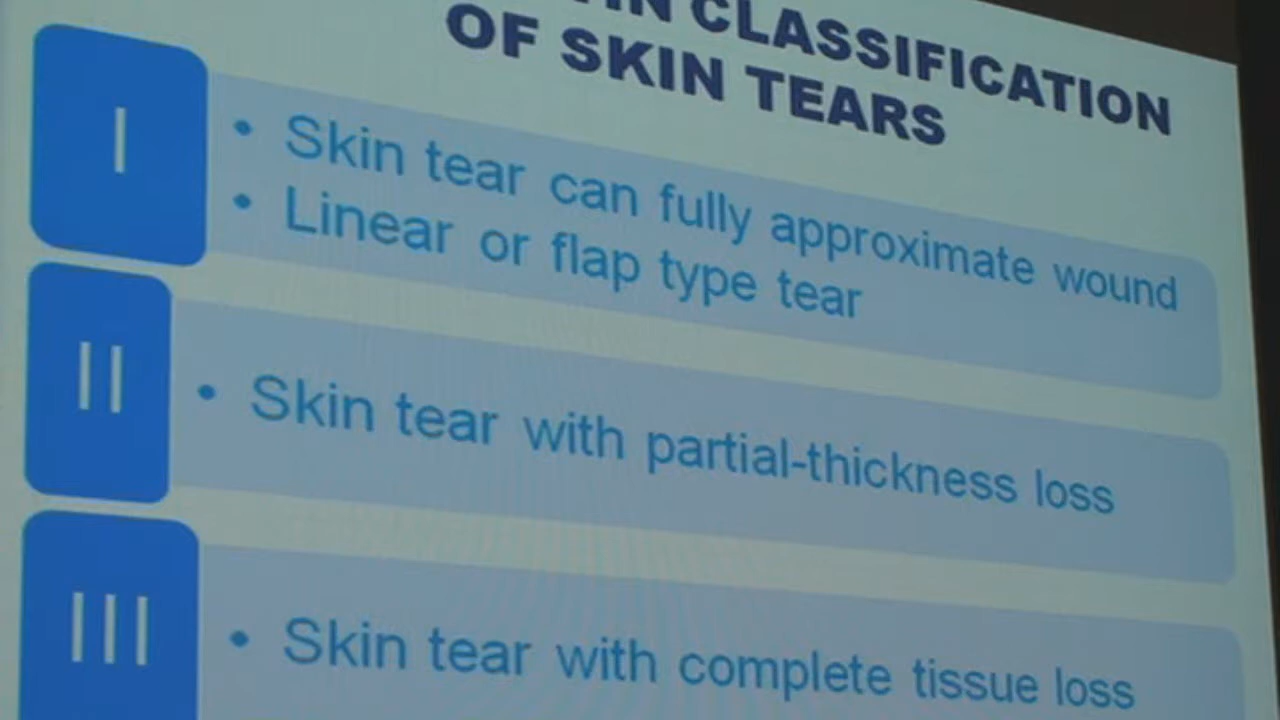 CLASSIFICATION
OF SKIN TEARS
I
• Skin tear can fully approximate wound
• Linear or flap type tear
II
• Skin tear with partial-thickness loss
III
• Skin tear with complete tissue loss